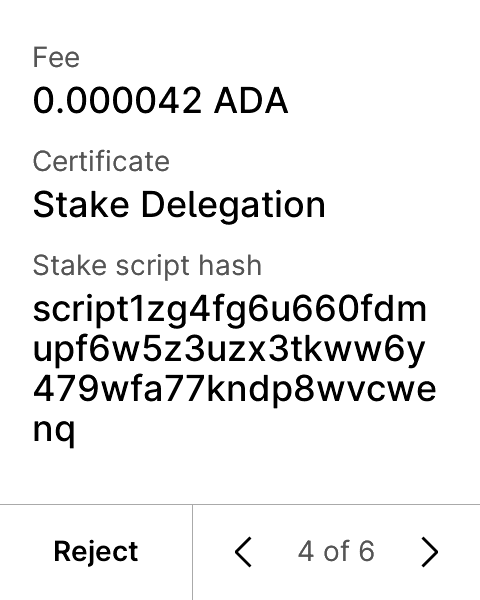 Fee
0.000042 ADA
Certificate
Stake Delegation
Stake script hash
script1zg4fg6u660fdm
upf6w5z3uzx3tkww6y
479wfa77kndp8wvcwe
nq
Reject
4 of 6